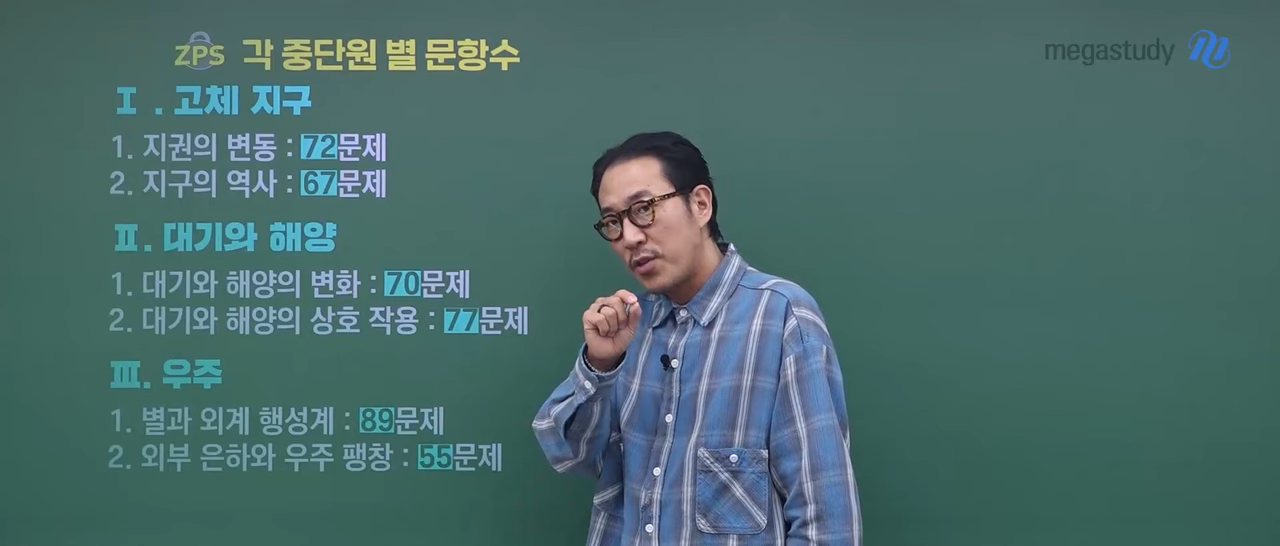 ZPS 각 중단원 별 문항수
megastudy
Ⅰ. 고체 지구
1. 지권의 변동 : 72문제
2. 지구의 역사 : 67문제
Ⅱ. 대기와 해양
1. 대기와 해양의 변화 : 70문제
2. 대기와 해양의 상호 작용 : 77문제
Ⅲ. 우주
1. 별과 외계 행성계 : 89문제
2. 외부 은하와 우주 팽창 : 55문제